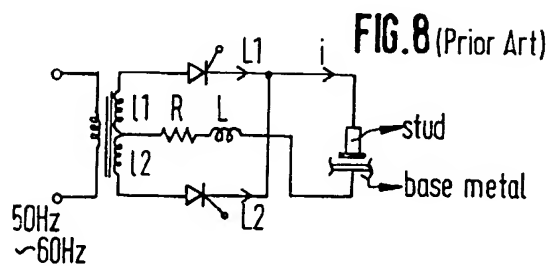 FIG.8 (Prior Art)
L1
i
l1
R
L
l2
L2
stud
base metal
50Hz
~60Hz